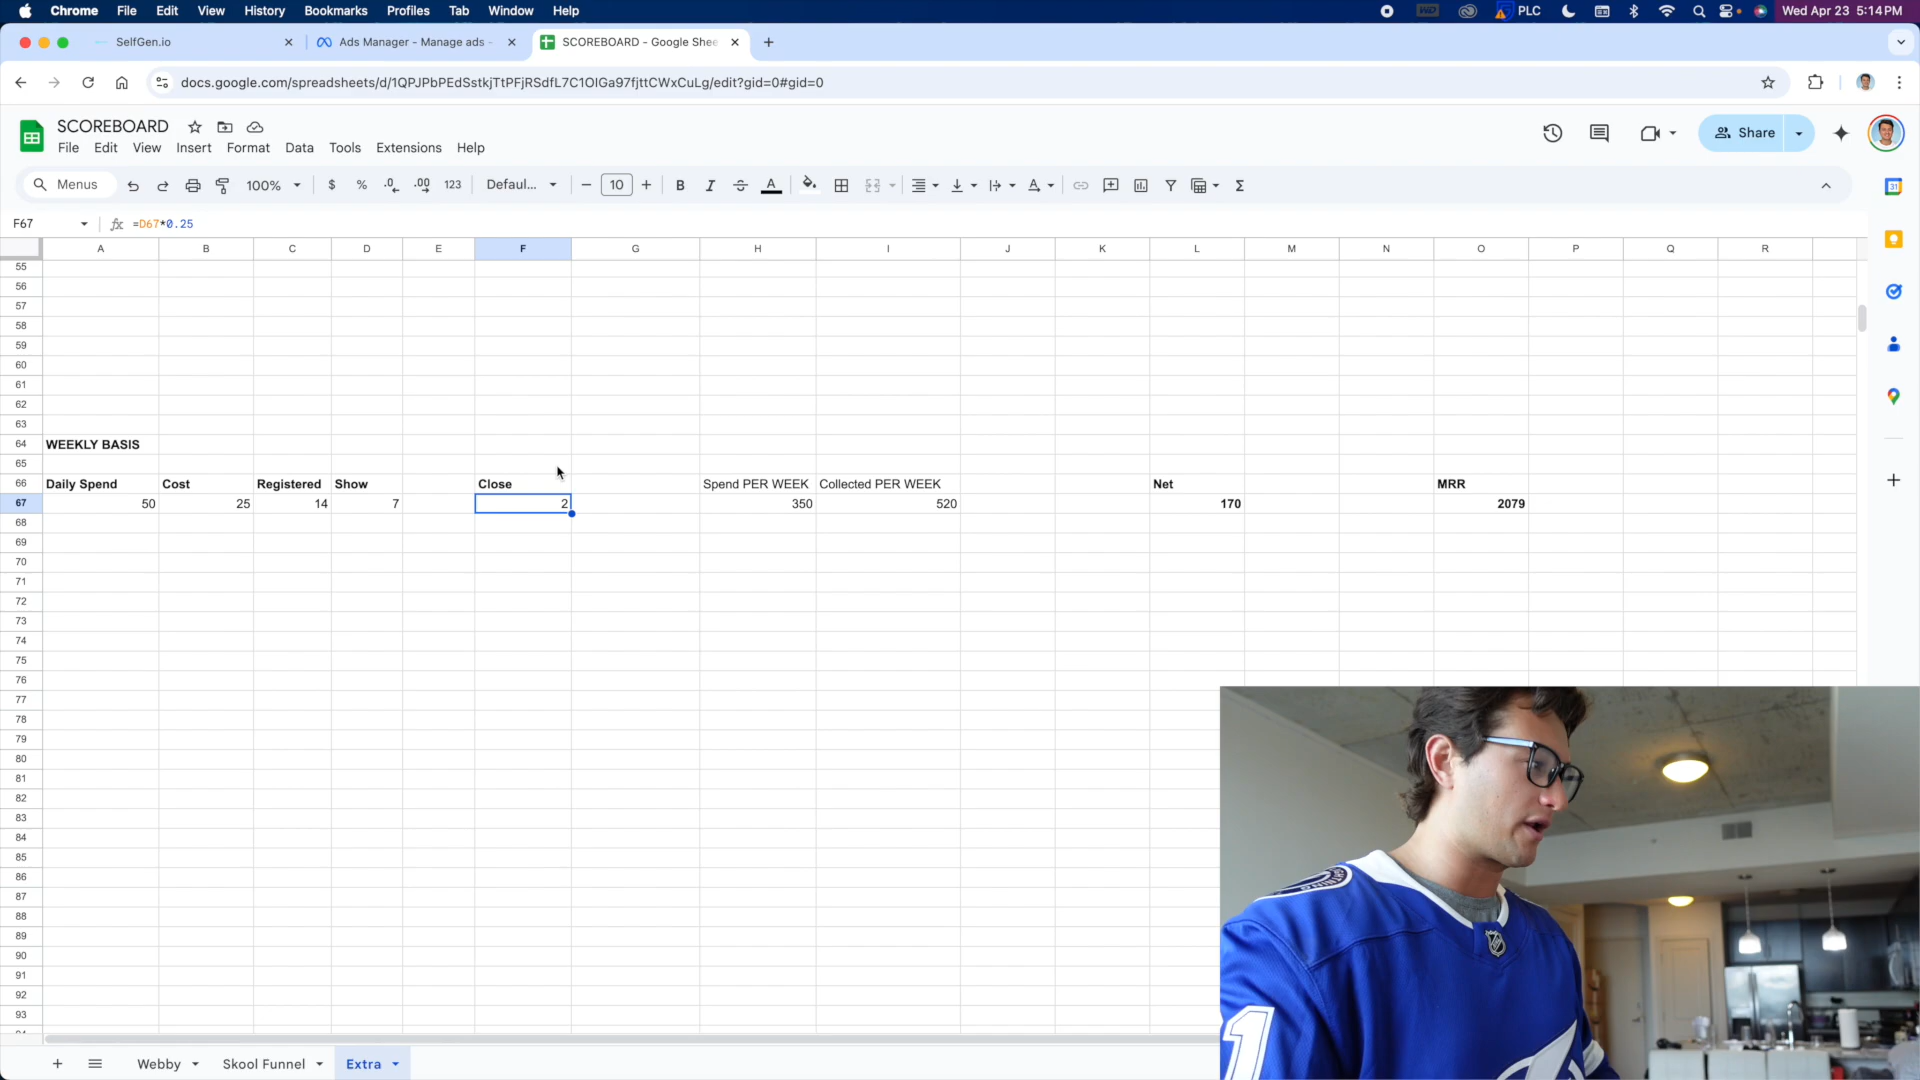 Chrome File Edit View History Bookmarks Profiles Tab Window Help
PLC Wed Apr 23 5:14 PM
SelfGen.io
Ads Manager - Manage ads -
SCOREBOARD - Google Shee
docs.google.com/spreadsheets/d/1QPJPbPEdSstkjTtPFjRSdfL7C1OIGa97fjttCWxCuLg/edit?gid=0#gid=0
SCOREBOARD
File Edit View Insert Format Data Tools Extensions Help
Share
31
Menus 100% $ % .0 .00 123 Defaul... 10 B I S A A Σ
F67 fx =D67*0.25
A B C D E F G H I J K L M N O P Q R
55
56
57
58
59
60
61
62
63
64 WEEKLY BASIS
65
66 Daily Spend Cost Registered Show Close Spend PER WEEK Collected PER WEEK Net MRR
67 50 25 14 7 2 350 520 170 2079
68
69
70
71
72
73
74
75
76
77
78
79
80
81
82
83
84
85
86
87
88
89
90
91
92
93
Webby Skool Funnel Extra
NHL
1